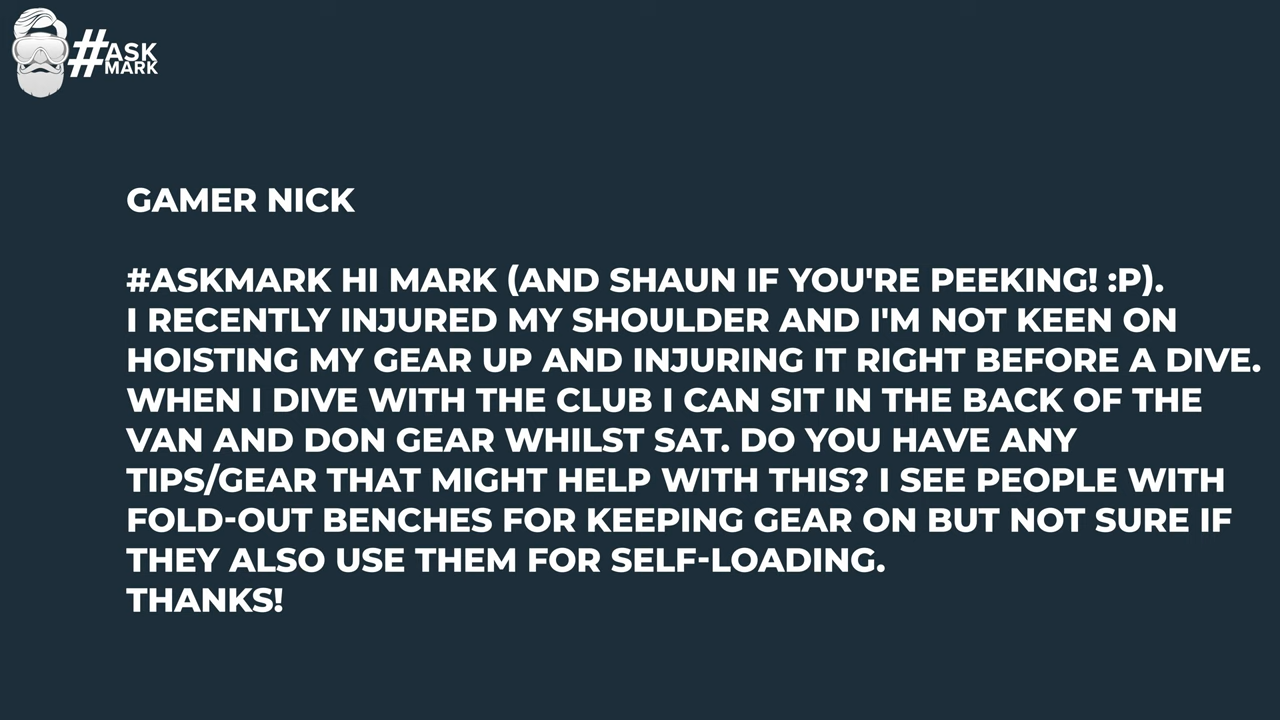 #ASK
MARK
GAMER NICK
#ASKMARK HI MARK (AND SHAUN IF YOU'RE PEEKING! :P).
I RECENTLY INJURED MY SHOULDER AND I'M NOT KEEN ON
HOISTING MY GEAR UP AND INJURING IT RIGHT BEFORE A DIVE.
WHEN I DIVE WITH THE CLUB I CAN SIT IN THE BACK OF THE
VAN AND DON GEAR WHILST SAT. DO YOU HAVE ANY
TIPS/GEAR THAT MIGHT HELP WITH THIS? I SEE PEOPLE WITH
FOLD-OUT BENCHES FOR KEEPING GEAR ON BUT NOT SURE IF
THEY ALSO USE THEM FOR SELF-LOADING.
THANKS!